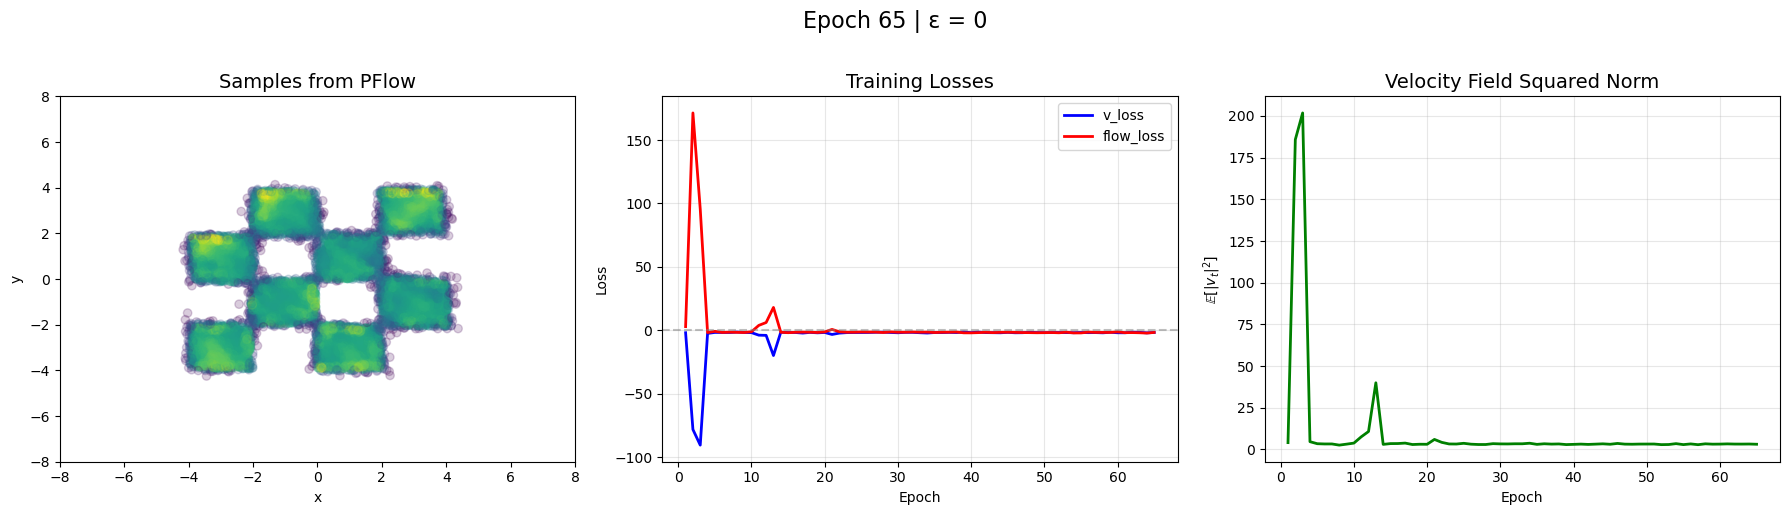 Epoch 65 | ε = 0
Samples from PFlow
8
6
4
2
0
−2
−4
−6
−8
y
−8 −6 −4 −2 0 2 4 6 8
x
Training Losses
v_loss
flow_loss
150
100
50
0
−50
−100
Loss
0 10 20 30 40 50 60
Epoch
Velocity Field Squared Norm
200
175
150
125
100
75
50
25
0
𝔼[|v_t|²]
0 10 20 30 40 50 60
Epoch